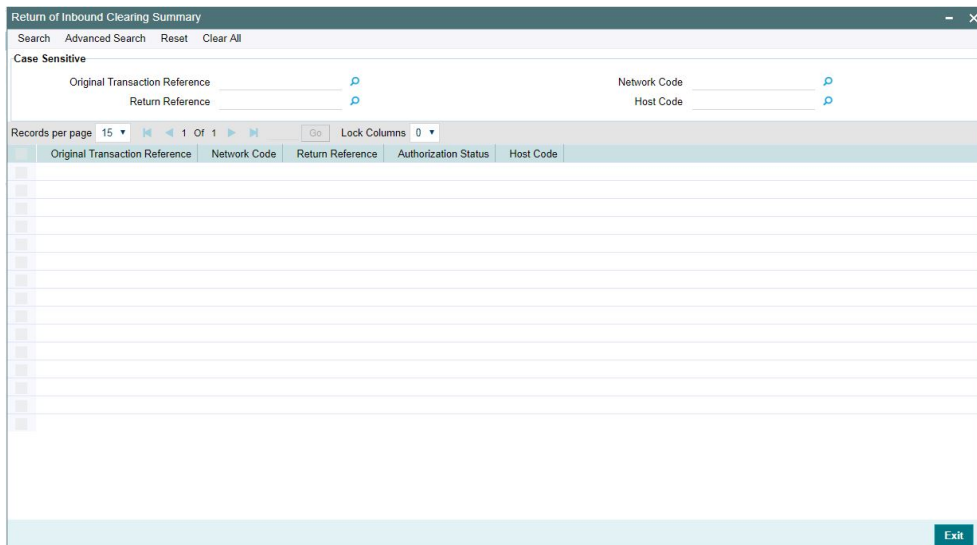 Return of Inbound Clearing Summary
Search Advanced Search Reset Clear All
Case Sensitive
Original Transaction Reference Network Code
Return Reference Host Code
Records per page 15 1 Of 1 Go Lock Columns 0
Original Transaction Reference Network Code Return Reference Authorization Status Host Code
Exit